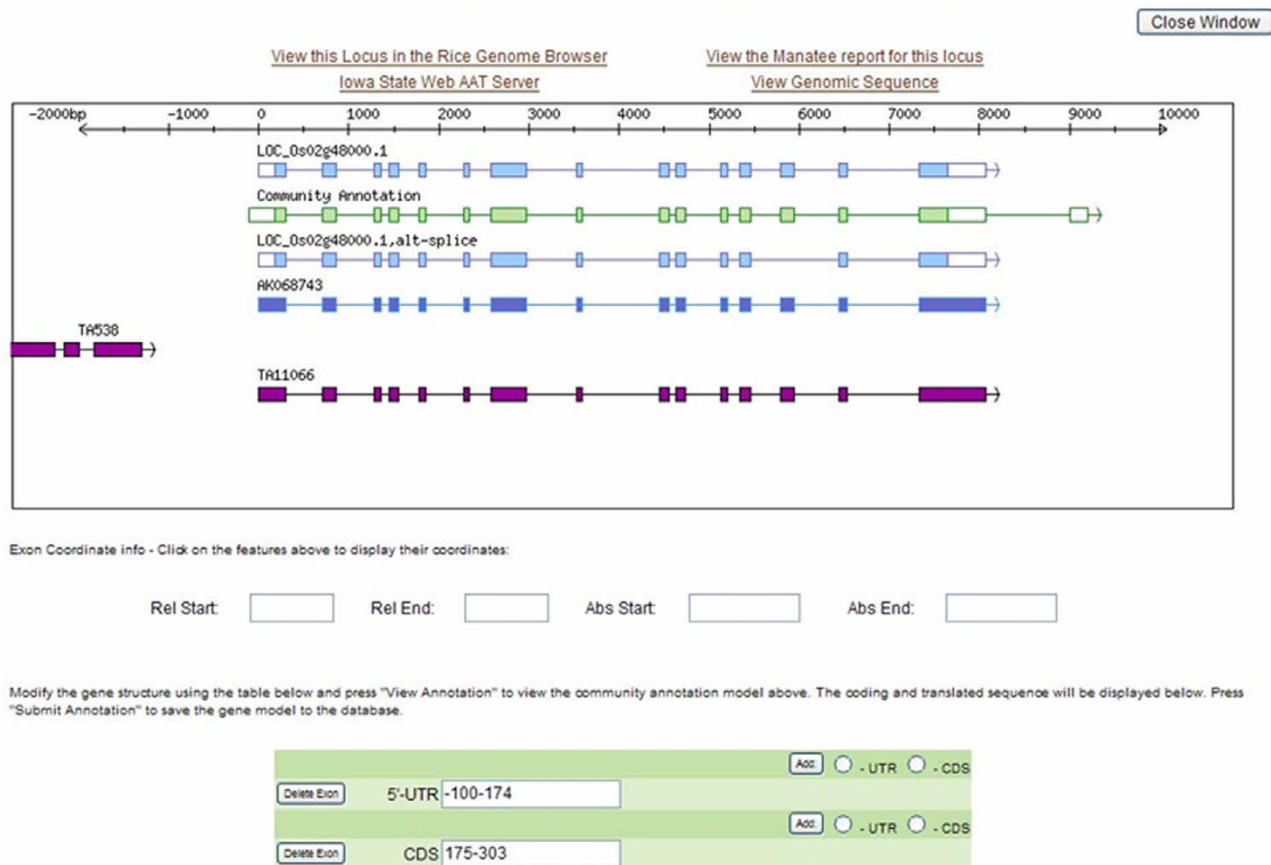 Close Window
View this Locus in the Rice Genome Browser View the Manatee report for this locus
Iowa State Web AAT Server View Genomic Sequence
-2000bp -1000 0 1000 2000 3000 4000 5000 6000 7000 8000 9000 10000
LOC_Os02g48000.1
Community Annotation
LOC_Os02g48000.1,alt-splice
AK068743
TA538
TA11066
Exon Coordinate info - Click on the features above to display their coordinates:
Rel Start: Rel End: Abs Start: Abs End:
Modify the gene structure using the table below and press "View Annotation" to view the community annotation model above. The coding and translated sequence will be displayed below. Press
"Submit Annotation" to save the gene model to the database.
Add: - UTR - CDS
Delete Exon 5'-UTR -100-174
Add: - UTR - CDS
Delete Exon CDS 175-303